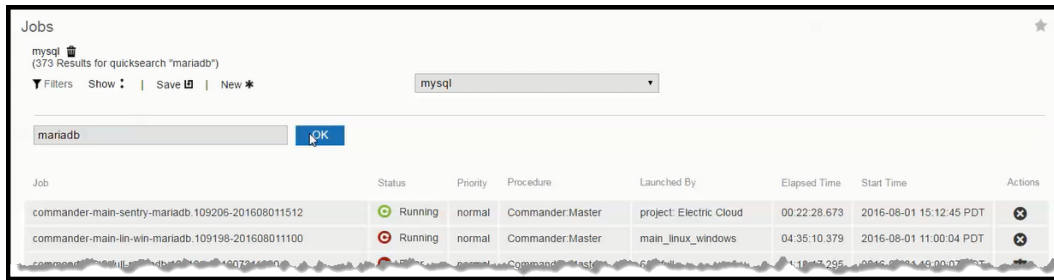 Jobs
mysql
(373 Results for quicksearch "mariadb")
Filters Show | Save | New
mysql
mariadb OK
Job Status Priority Procedure Launched By Elapsed Time Start Time Actions
commander-main-sentry-mariadb.109206-201608011512 Running normal Commander:Master project: Electric Cloud 00:22:28.673 2016-08-01 15:12:45 PDT
commander-main-lin-win-mariadb.109198-201608011100 Running normal Commander:Master main_linux_windows 04:35:10.379 2016-08-01 11:00:04 PDT